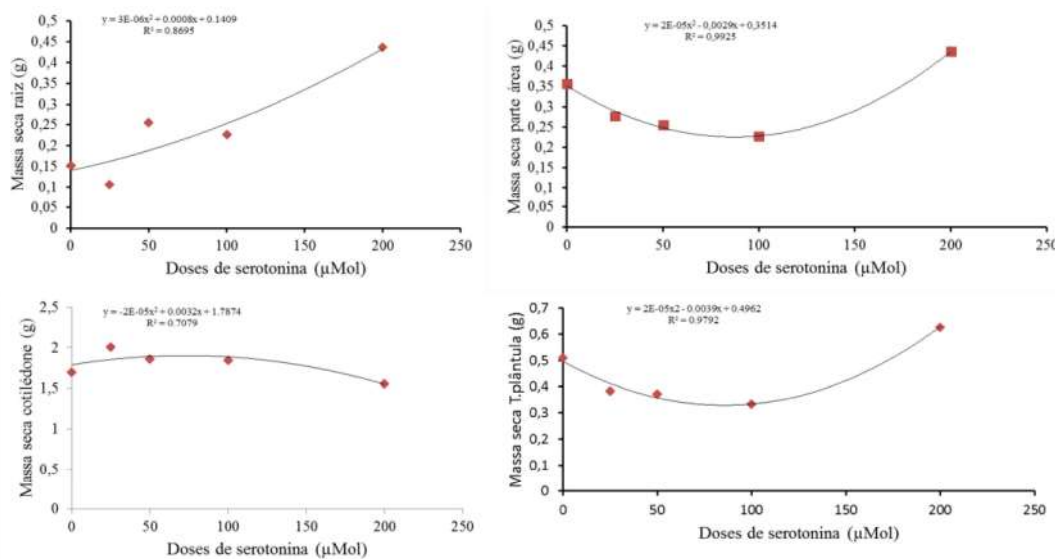 y = 3E-06x² + 0.0008x + 0.1409
R² = 0.8695
Massa seca raiz (g)
0,5
0,45
0,4
0,35
0,3
0,25
0,2
0,15
0,1
0,05
0
0 50 100 150 200 250
Doses de serotonina (µMol)
y = 2E-05x² - 0,0029x + 0,3514
R² = 0,9925
Massa seca parte área (g)
0,5
0,45
0,4
0,35
0,3
0,25
0,2
0,15
0,1
0,05
0
0 50 100 150 200 250
Doses de serotonina (µMol)
y = -2E-05x² + 0.0032x + 1.7874
R² = 0.7079
Massa seca cotilédone (g)
2,5
2
1,5
1
0,5
0
0 50 100 150 200 250
Doses de serotonina (µMol)
y = 2E-05x2 - 0.0039x + 0.4962
R² = 0.9792
Massa seca T.plântula (g)
0,7
0,6
0,5
0,4
0,3
0,2
0,1
0
0 50 100 150 200 250
Doses de serotonina (µMol)